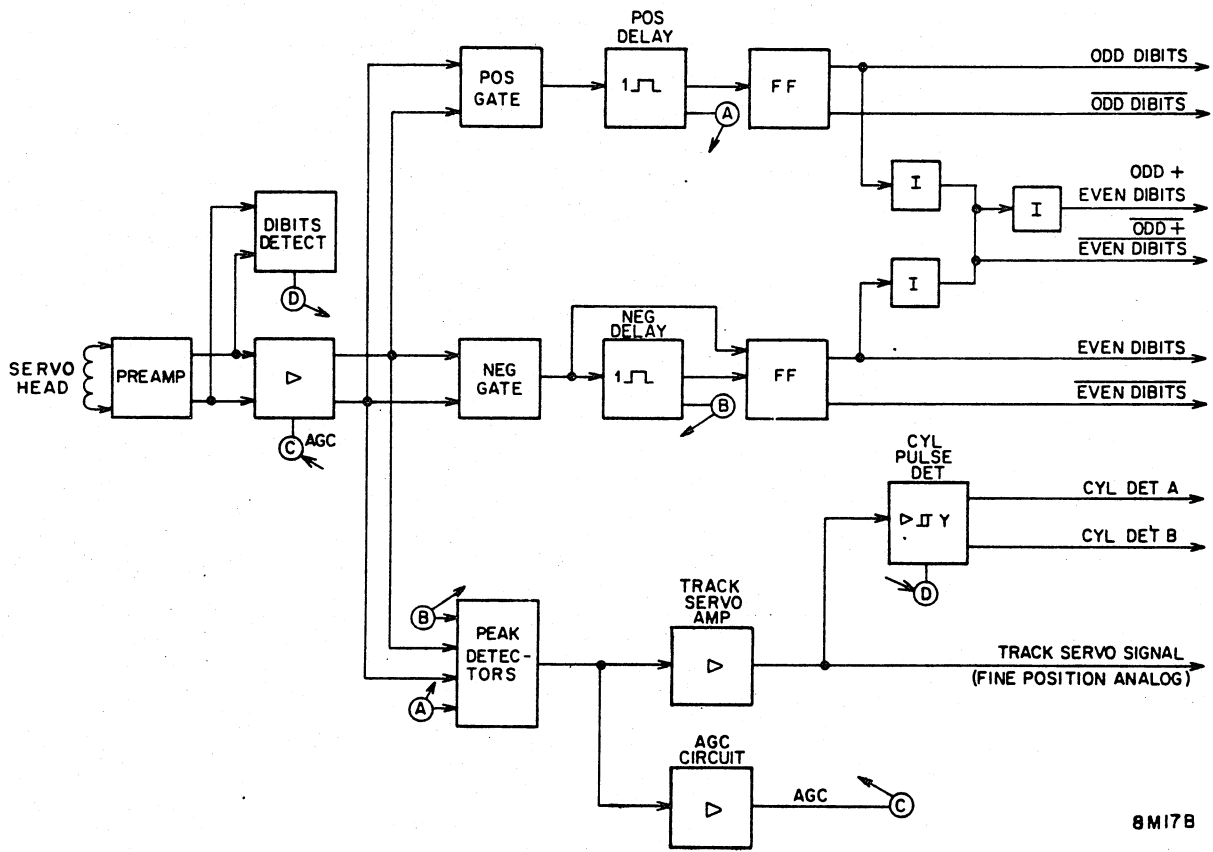 POS
DELAY
POS
GATE
1
FF
A
ODD DIBITS
ODD DIBITS
I
I
ODD +
EVEN DIBITS
ODD +
EVEN DIBITS
I
DIBITS
DETECT
D
SERVO
HEAD
PREAMP
C
AGC
NEG
GATE
NEG
DELAY
1
FF
B
EVEN DIBITS
EVEN DIBITS
CYL
PULSE
DET
Y
D
CYL DET A
CYL DET B
B
A
PEAK
DETEC-
TORS
TRACK
SERVO
AMP
TRACK SERVO SIGNAL
(FINE POSITION ANALOG)
AGC
CIRCUIT
AGC
C
8M17B